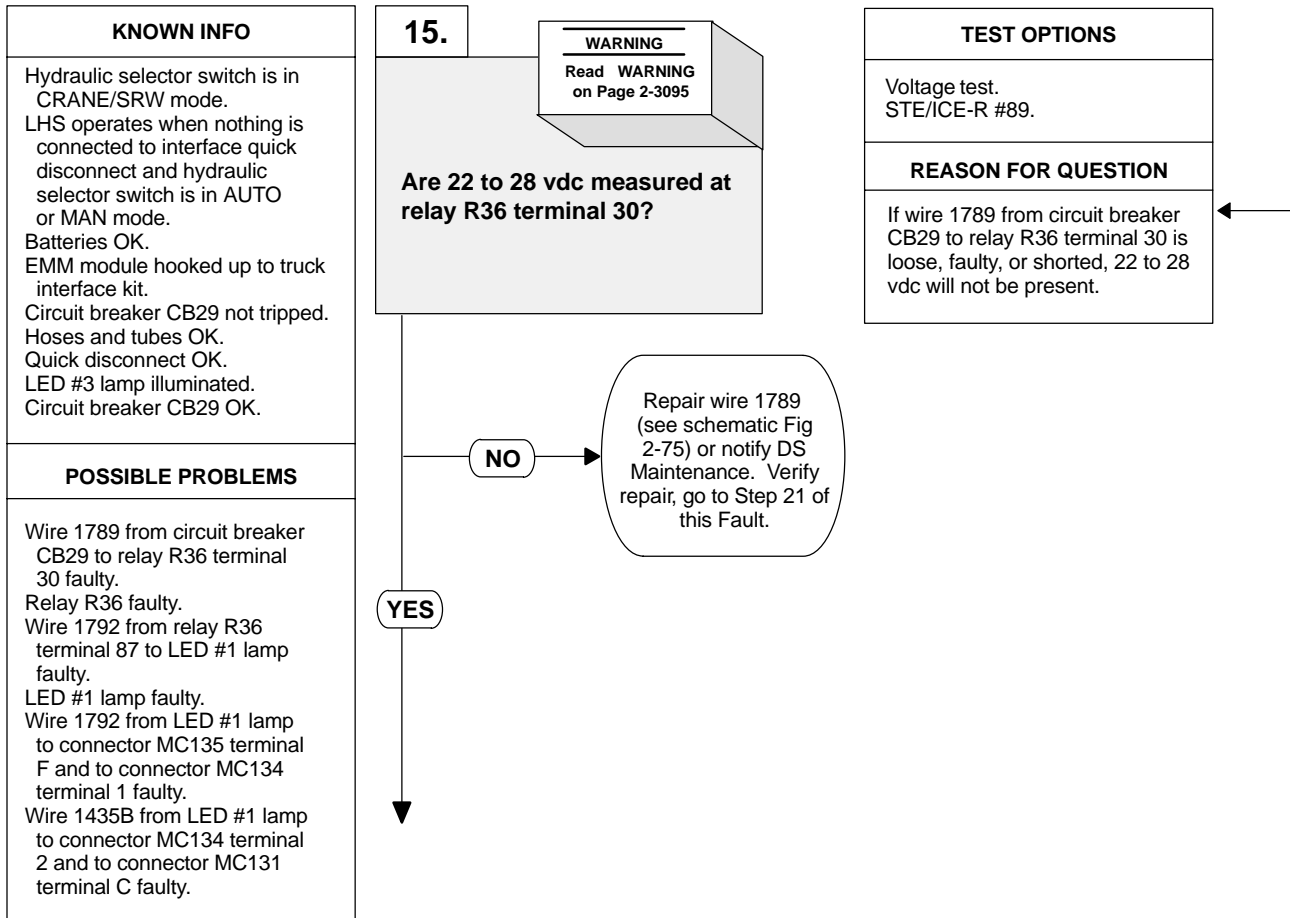 KNOWN INFO
Hydraulic selector switch is in
CRANE/SRW mode.
LHS operates when nothing is
connected to interface quick
disconnect and hydraulic
selector switch is in AUTO
or MAN mode.
Batteries OK.
EMM module hooked up to truck
interface kit.
Circuit breaker CB29 not tripped.
Hoses and tubes OK.
Quick disconnect OK.
LED #3 lamp illuminated.
Circuit breaker CB29 OK.
POSSIBLE PROBLEMS
Wire 1789 from circuit breaker
CB29 to relay R36 terminal
30 faulty.
Relay R36 faulty.
Wire 1792 from relay R36
terminal 87 to LED #1 lamp
faulty.
LED #1 lamp faulty.
Wire 1792 from LED #1 lamp
to connector MC135 terminal
F and to connector MC134
terminal 1 faulty.
Wire 1435B from LED #1 lamp
to connector MC134 terminal
2 and to connector MC131
terminal C faulty.
15.
WARNING
Read WARNING
on Page 2-3095
Are 22 to 28 vdc measured at
relay R36 terminal 30?
NO
Repair wire 1789
(see schematic Fig
2-75) or notify DS
Maintenance. Verify
repair, go to Step 21 of
this Fault.
YES
TEST OPTIONS
Voltage test.
STE/ICE-R #89.
REASON FOR QUESTION
If wire 1789 from circuit breaker
CB29 to relay R36 terminal 30 is
loose, faulty, or shorted, 22 to 28
vdc will not be present.